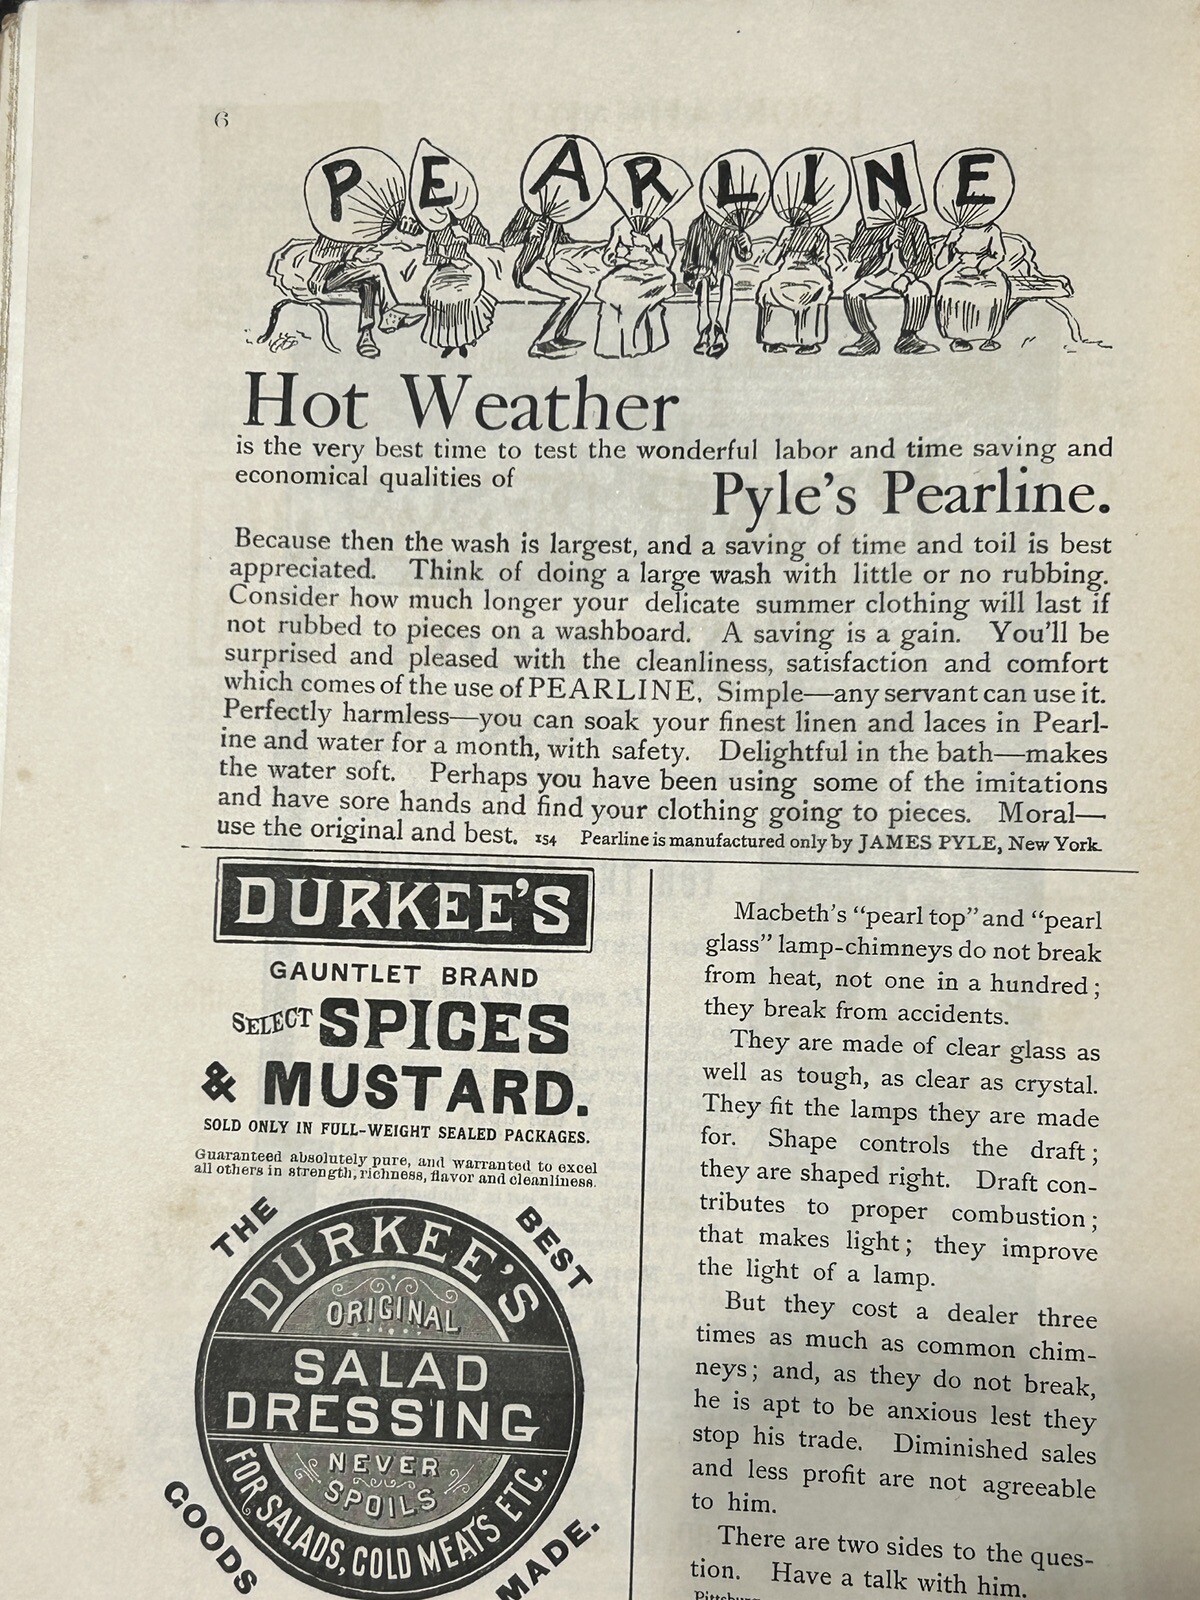 6
PEARLINE
Hot Weather
is the very best time to test the wonderful labor and time saving and
economical qualities of
Pyle's Pearline.
Because then the wash is largest, and a saving of time and toil is best
appreciated. Think of doing a large wash with little or no rubbing.
Consider how much longer your delicate summer clothing will last if
not rubbed to pieces on a washboard. A saving is a gain. You'll be
surprised and pleased with the cleanliness, satisfaction and comfort
which comes of the use of PEARLINE. Simple—any servant can use it.
Perfectly harmless—you can soak your finest linen and laces in Pearl-
ine and water for a month, with safety. Delightful in the bath—makes
the water soft. Perhaps you have been using some of the imitations
and have sore hands and find your clothing going to pieces. Moral—
use the original and best. 154 Pearline is manufactured only by JAMES PYLE, New York.
DURKEE'S
GAUNTLET BRAND
SELECT SPICES
& MUSTARD.
SOLD ONLY IN FULL-WEIGHT SEALED PACKAGES.
Guaranteed absolutely pure, and warranted to excel
all others in strength, richness, flavor and cleanliness.
THE BEST
DURKEE'S
ORIGINAL
SALAD
DRESSING
NEVER
SPOILS
FOR SALADS, COLD MEATS ETC.
GOODS MADE.
Macbeth's "pearl top" and "pearl
glass" lamp-chimneys do not break
from heat, not one in a hundred;
they break from accidents.
They are made of clear glass as
well as tough, as clear as crystal.
They fit the lamps they are made
for. Shape controls the draft;
they are shaped right. Draft con-
tributes to proper combustion;
that makes light; they improve
the light of a lamp.
But they cost a dealer three
times as much as common chim-
neys; and, as they do not break,
he is apt to be anxious lest they
stop his trade. Diminished sales
and less profit are not agreeable
to him.
There are two sides to the ques-
tion. Have a talk with him.